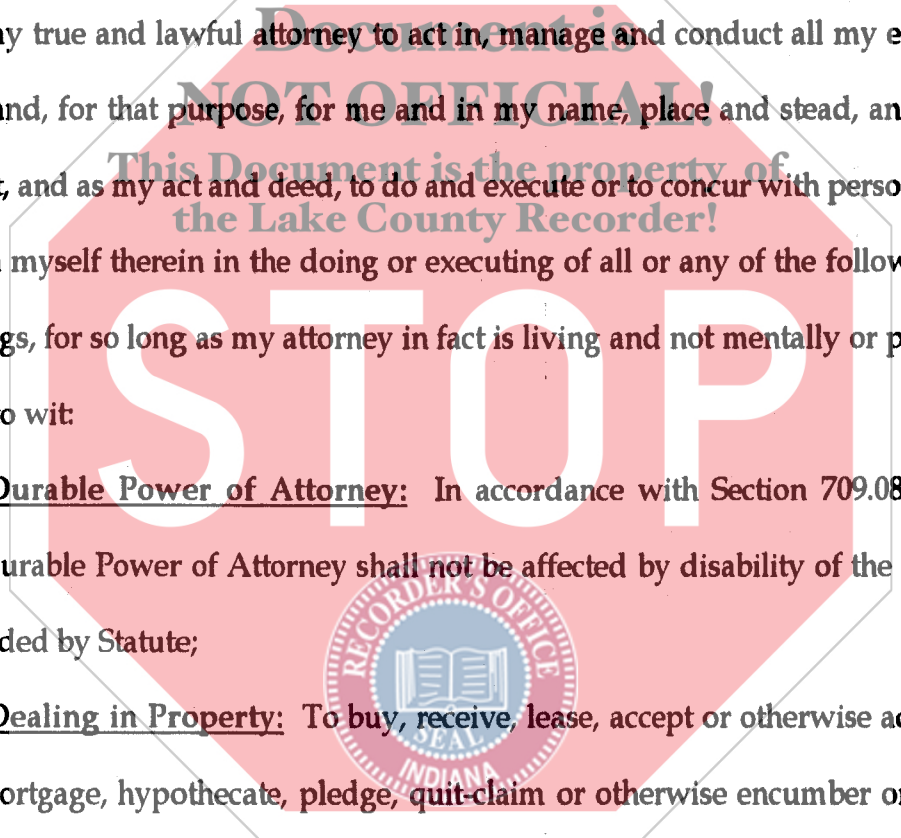 Document is
ny true and lawful attorney to act in, manage and conduct all my e
NOT OFFICIAL!
and, for that purpose, for me and in my name, place and stead, an
This Document is the property of
t, and as my act and deed, to do and execute or to concur with perso
the Lake County Recorder!
myself therein in the doing or executing of all or any of the follow
gs, for so long as my attorney in fact is living and not mentally or p
STOP
o wit:
Durable Power of Attorney: In accordance with Section 709.08
urable Power of Attorney shall not be affected by disability of the
ded by Statute;
RECORDER'S OFFICE
SEAL
INDIANA
Dealing in Property: To buy, receive, lease, accept or otherwise ac
ortgage, hypothecate, pledge, quit-claim or otherwise encumber or